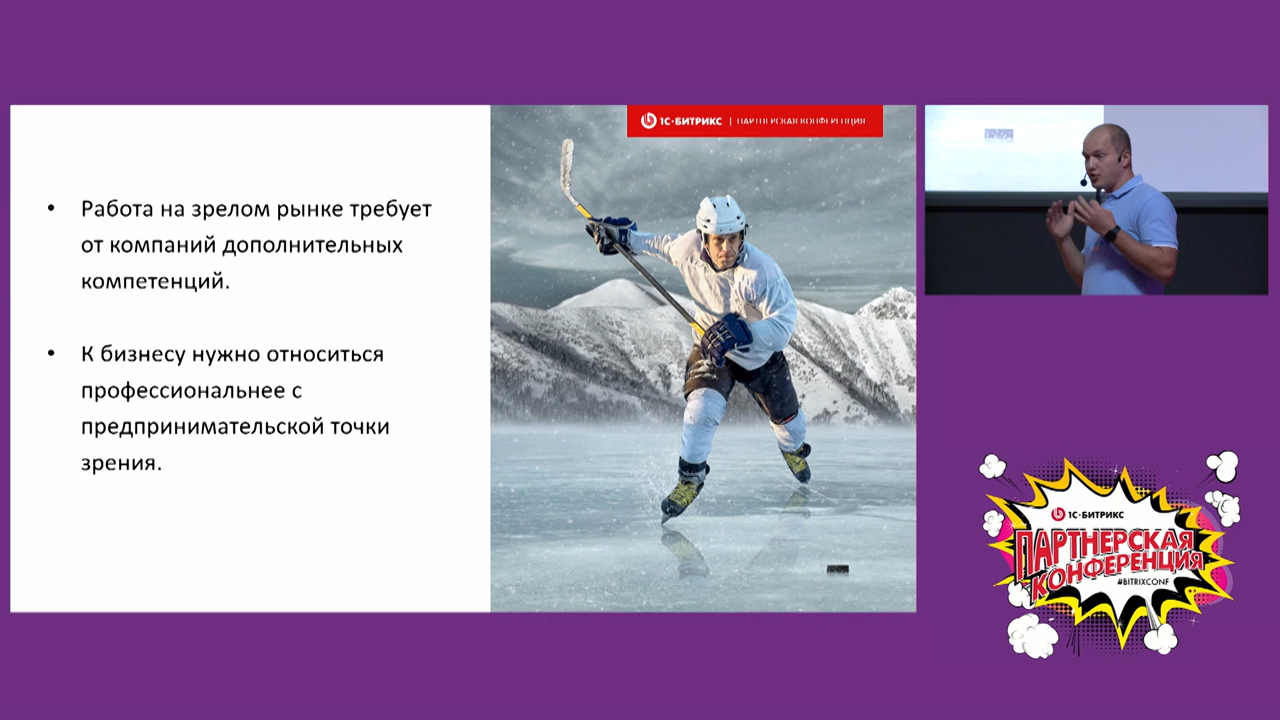 1С·БИТРИКС | ПАРТНЕРСКАЯ КОНФЕРЕНЦИЯ
• Работа на зрелом рынке требует
от компаний дополнительных
компетенций.
• К бизнесу нужно относиться
профессиональнее с
предпринимательской точки
зрения.
1С·БИТРИКС
ПАРТНЕРСКАЯ
КОНФЕРЕНЦИЯ
#BITRIXCONF